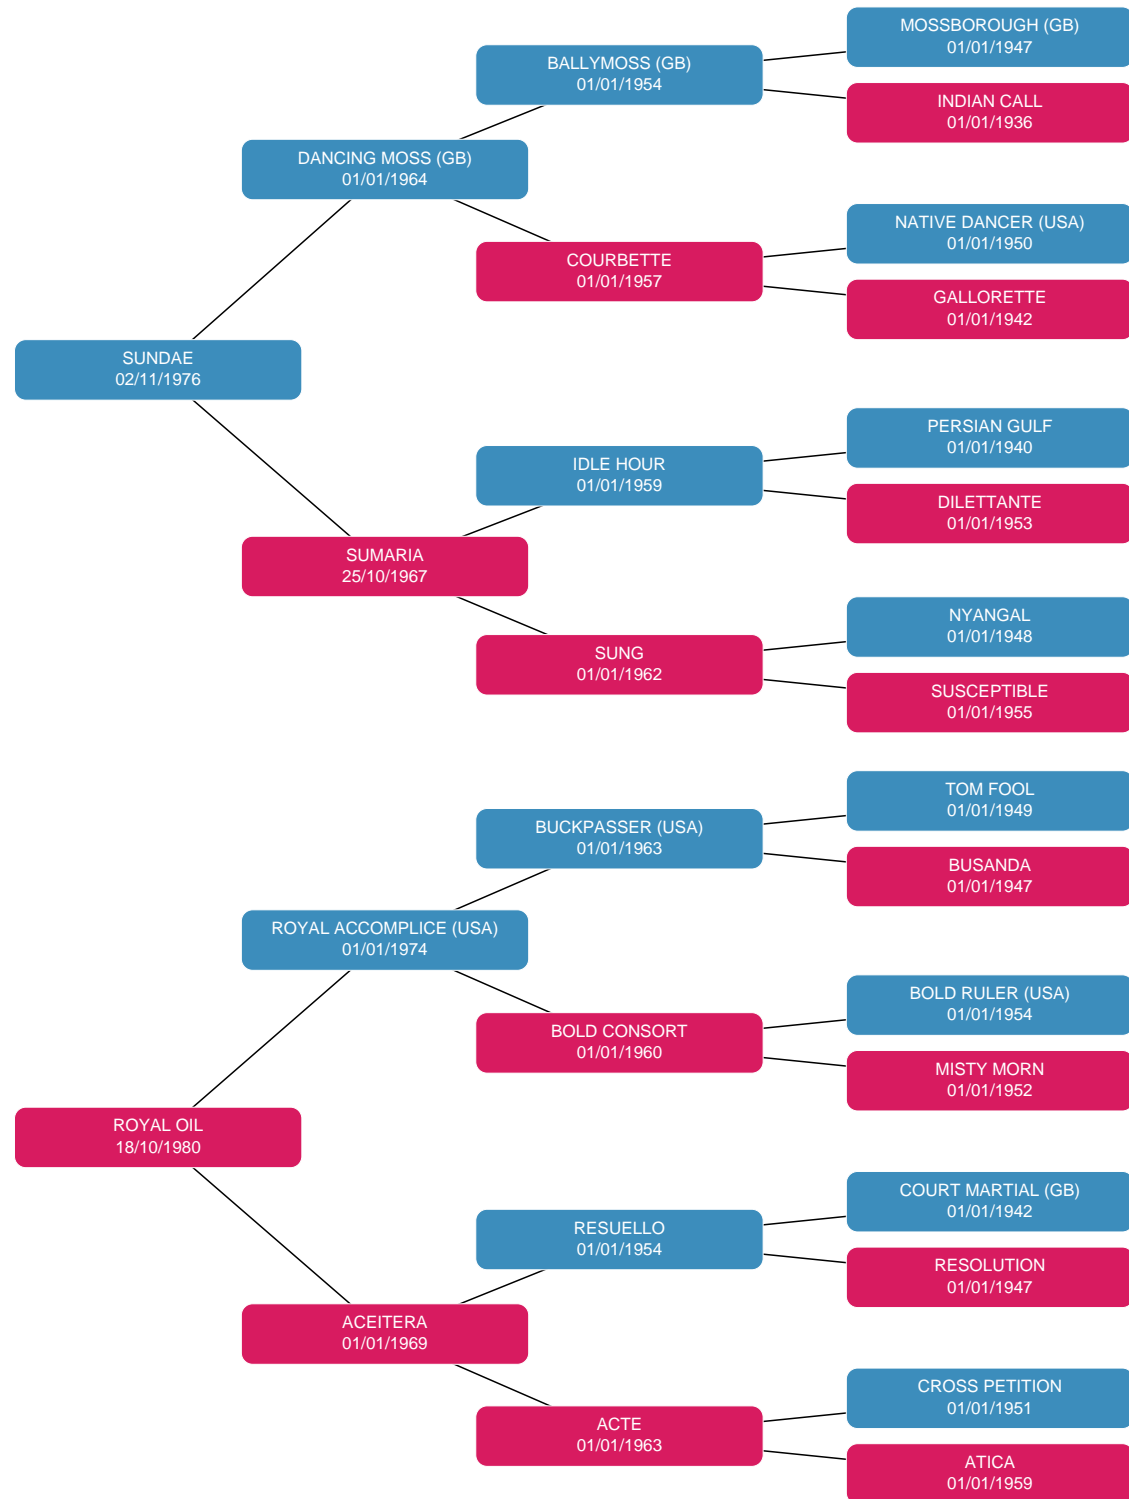 MOSSBOROUGH (GB)
01/01/1947
BALLYMOSS (GB)
01/01/1954
INDIAN CALL
01/01/1936
DANCING MOSS (GB)
01/01/1964
NATIVE DANCER (USA)
01/01/1950
COURBETTE
01/01/1957
GALLORETTE
01/01/1942
SUNDAE
02/11/1976
PERSIAN GULF
01/01/1940
IDLE HOUR
01/01/1959
DILETTANTE
01/01/1953
SUMARIA
25/10/1967
NYANGAL
01/01/1948
SUNG
01/01/1962
SUSCEPTIBLE
01/01/1955
TOM FOOL
01/01/1949
BUCKPASSER (USA)
01/01/1963
BUSANDA
01/01/1947
ROYAL ACCOMPLICE (USA)
01/01/1974
BOLD RULER (USA)
01/01/1954
BOLD CONSORT
01/01/1960
MISTY MORN
01/01/1952
ROYAL OIL
18/10/1980
COURT MARTIAL (GB)
01/01/1942
RESUELLO
01/01/1954
RESOLUTION
01/01/1947
ACEITERA
01/01/1969
CROSS PETITION
01/01/1951
ACTE
01/01/1963
ATICA
01/01/1959